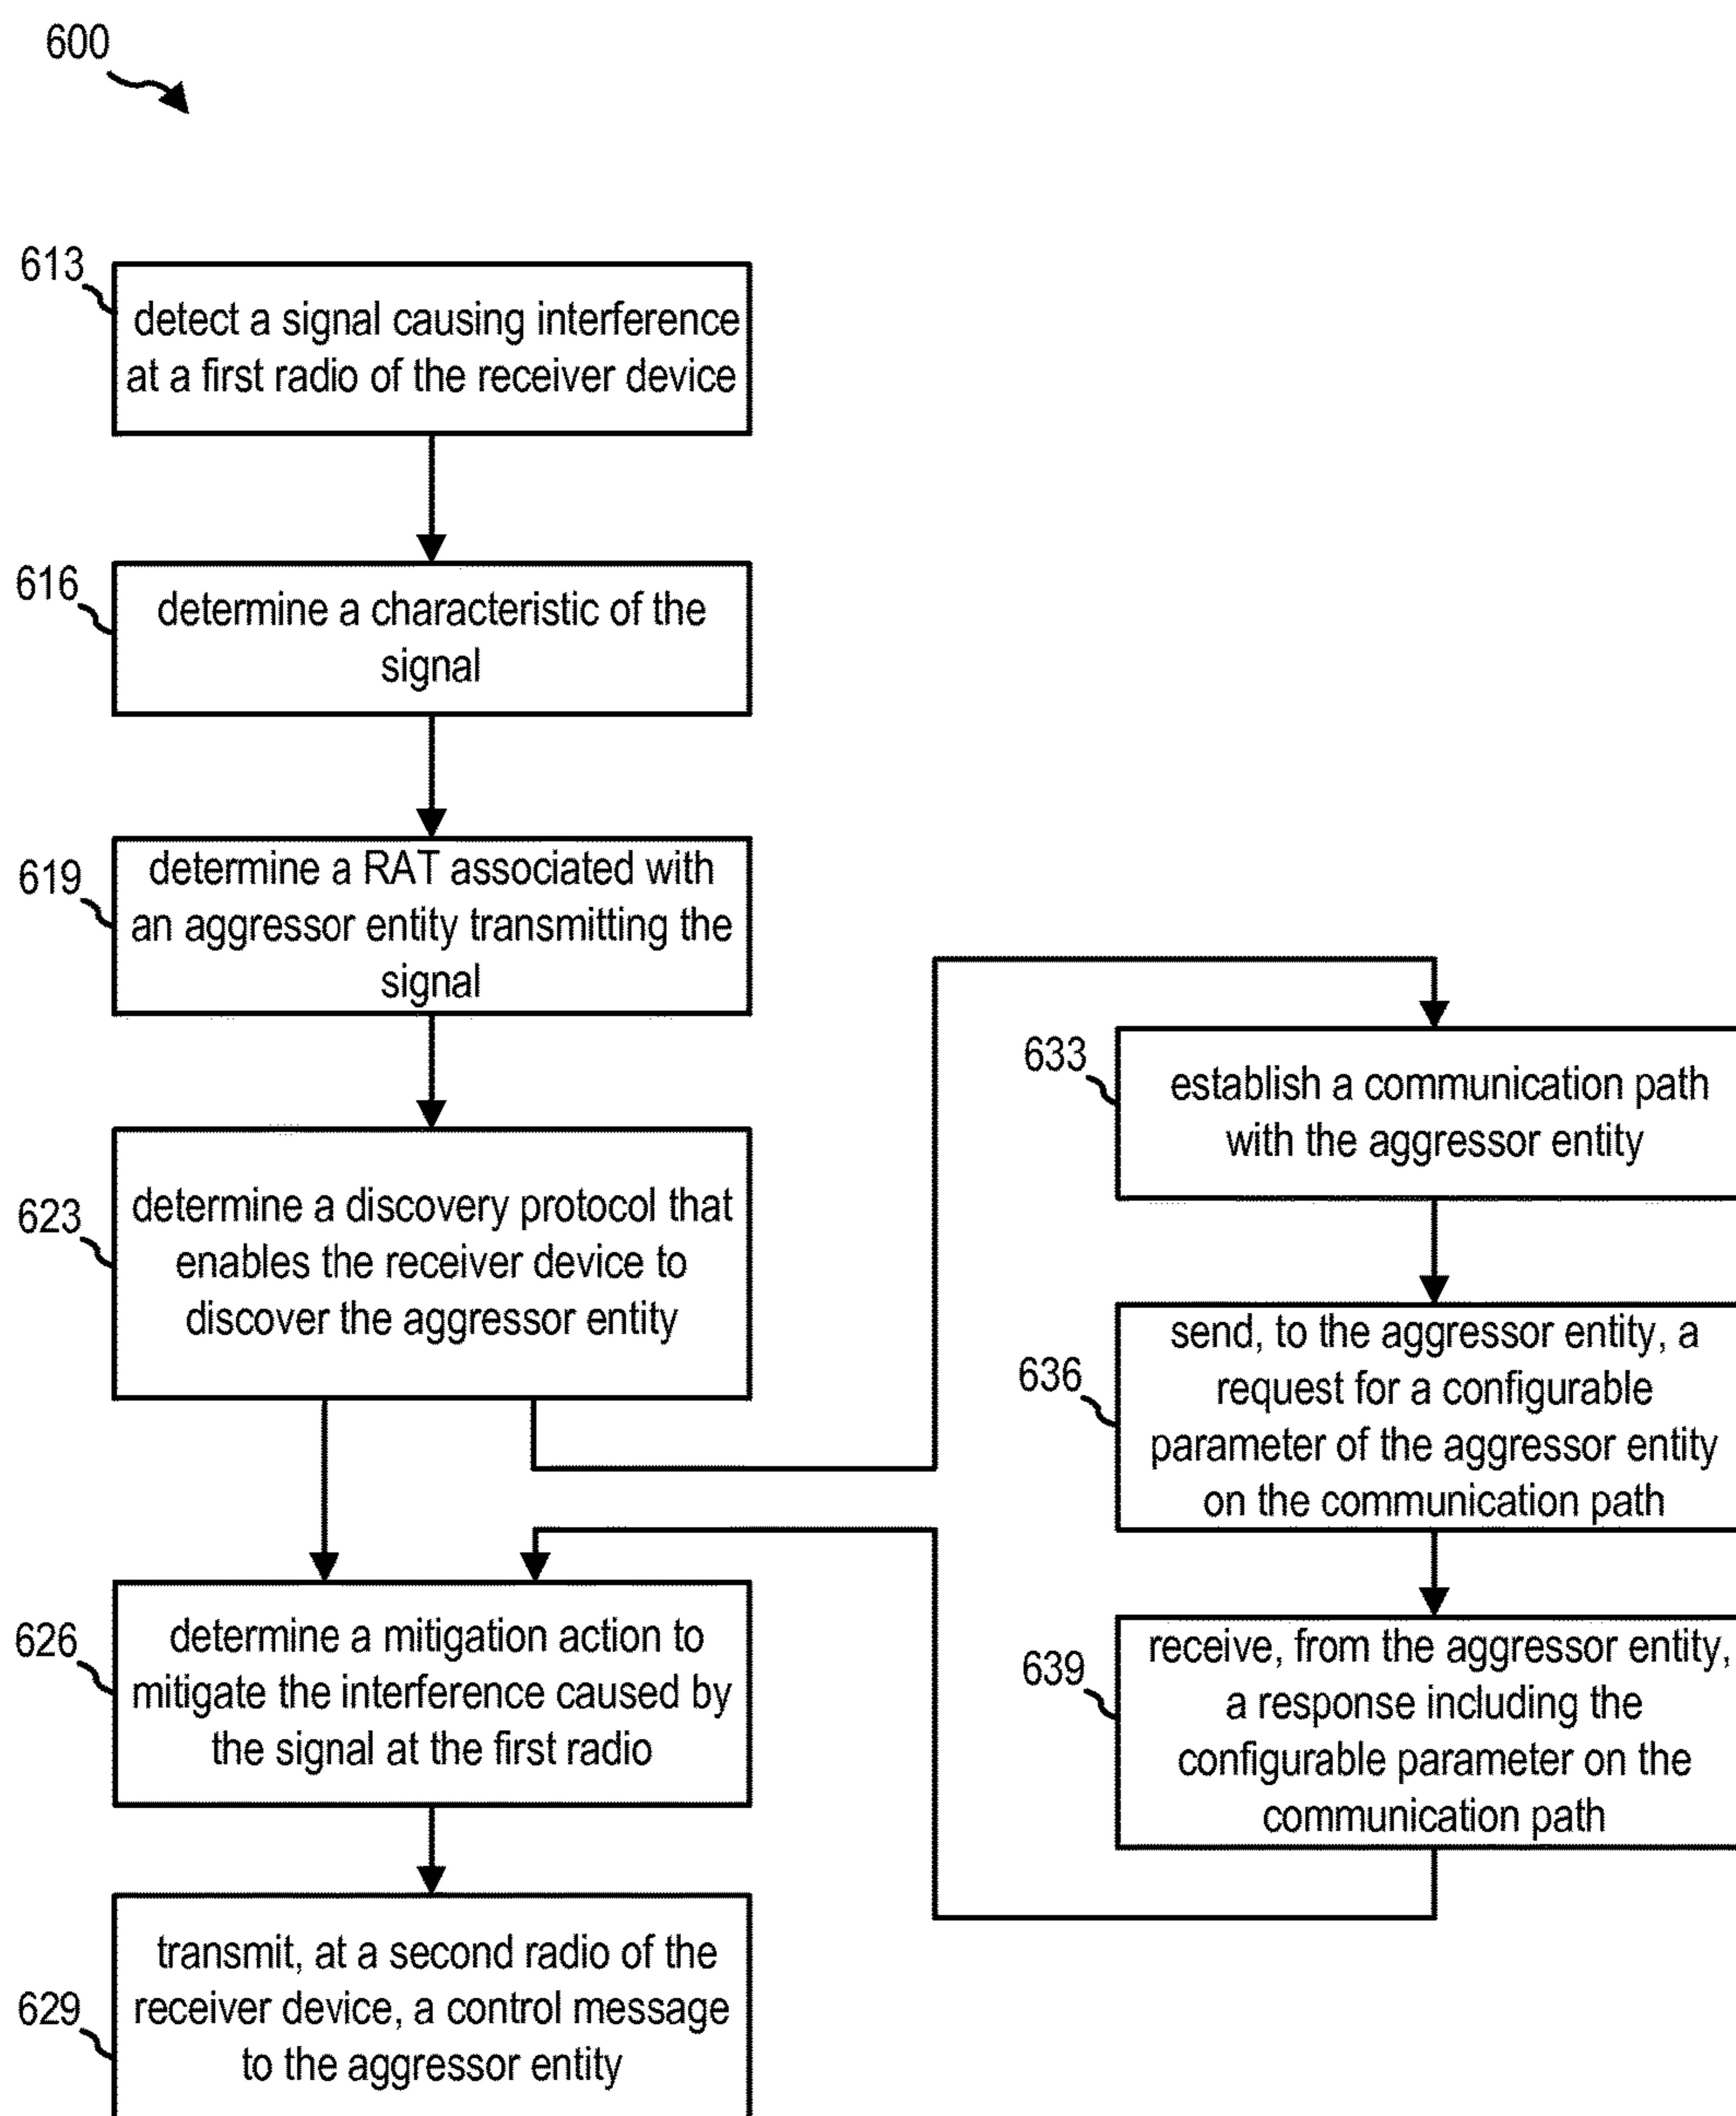 600
613
detect a signal causing interference
at a first radio of the receiver device
616
determine a characteristic of the
signal
619
determine a RAT associated with
an aggressor entity transmitting the
signal
623
determine a discovery protocol that
enables the receiver device to
discover the aggressor entity
626
determine a mitigation action to
mitigate the interference caused by
the signal at the first radio
629
transmit, at a second radio of the
receiver device, a control message
to the aggressor entity
633
establish a communication path
with the aggressor entity
636
send, to the aggressor entity, a
request for a configurable
parameter of the aggressor entity
on the communication path
639
receive, from the aggressor entity,
a response including the
configurable parameter on the
communication path